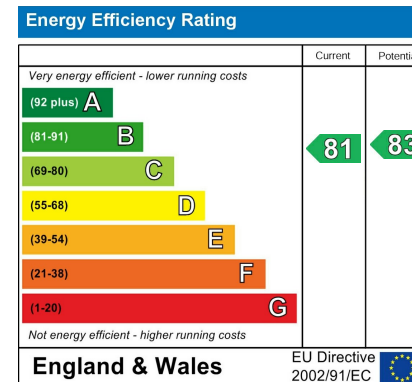 Energy Efficiency Rating
Current Potentia
Very energy efficient - lower running costs
(92 plus) A
(81-91) B
(69-80) C
(55-68) D
(39-54) E
(21-38) F
(1-20) G
81 83
Not energy efficient - higher running costs
England & Wales
EU Directive
2002/91/EC